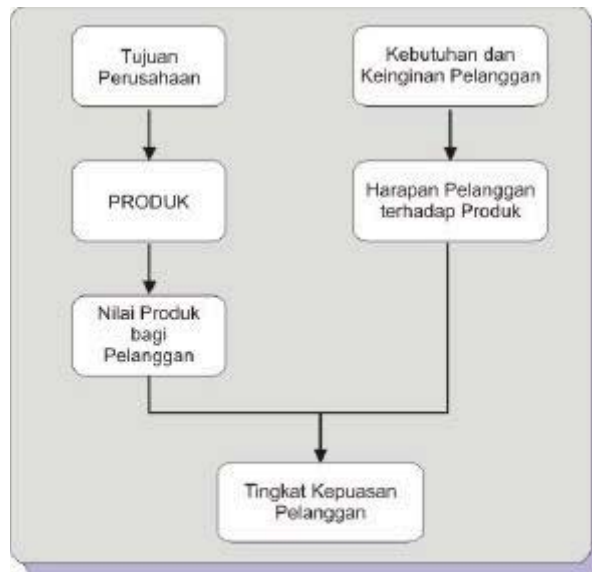 Tujuan
Perusahaan
Kebutuhan dan
Keinginan Pelanggan
PRODUK
Harapan Pelanggan
terhadap Produk
Nilai Produk
bagi
Pelanggan
Tingkat Kepuasan
Pelanggan